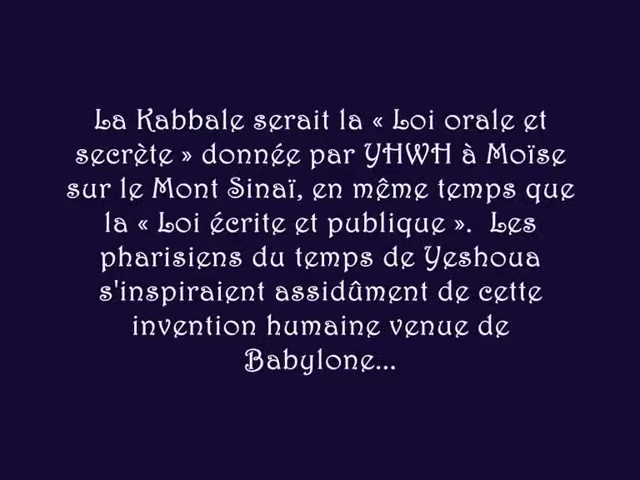 La Kabbale serait la « Loi orale et
secrète » donnée par YHWH à Moïse
sur le Mont Sinaï, en même temps que
la « Loi écrite et publique ».  Les
pharisiens du temps de Yeshoua
s'inspiraient assidûment de cette
invention humaine venue de
Babylone...